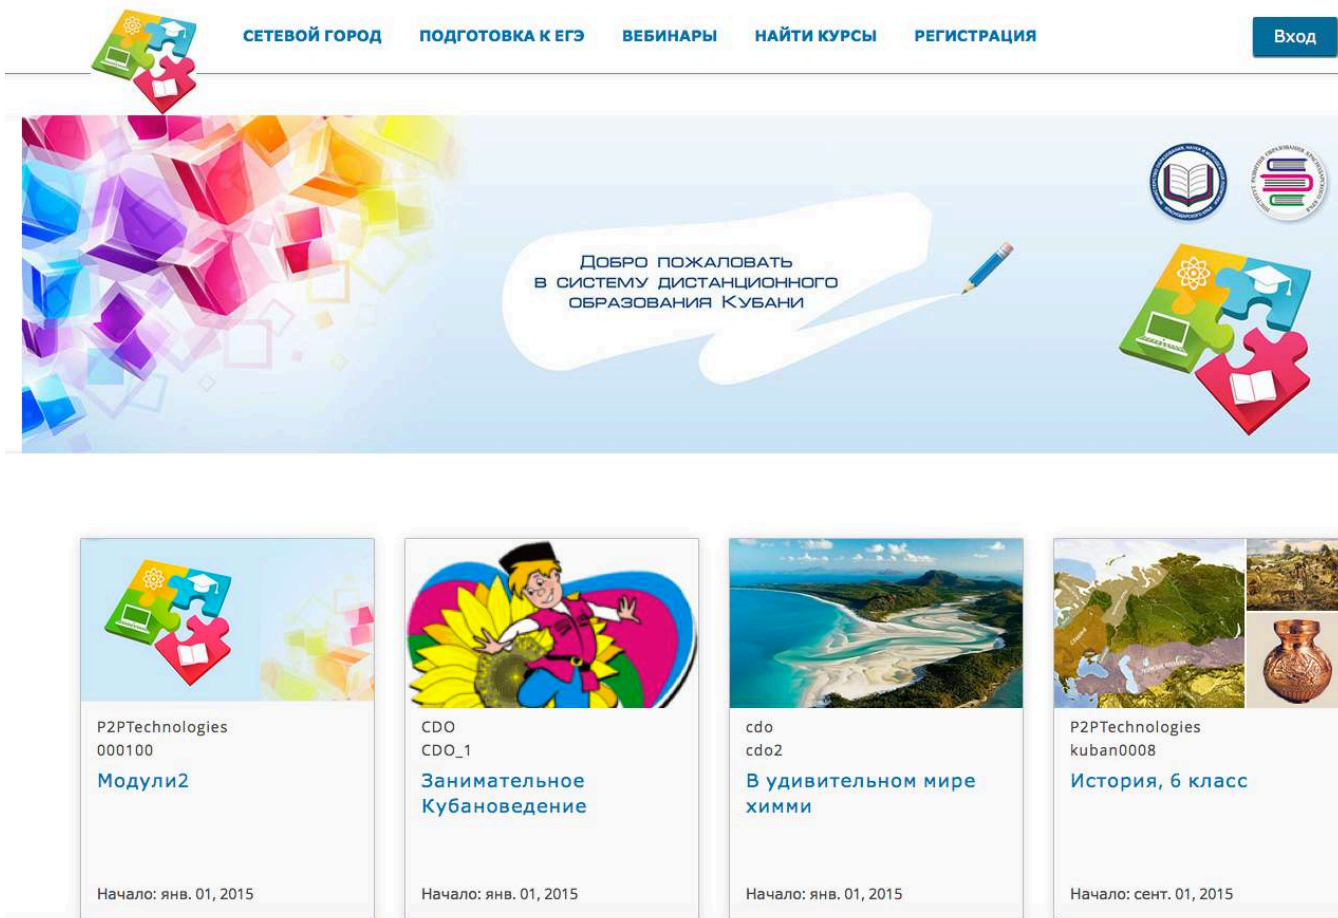 СЕТЕВОЙ ГОРОД ПОДГОТОВКА К ЕГЭ ВЕБИНАРЫ НАЙТИ КУРСЫ РЕГИСТРАЦИЯ Вход
Добро пожаловать
в систему дистанционного
образования Кубани
P2PTechnologies
000100
Модули2
Начало: янв. 01, 2015
CDO
CDO_1
Занимательное
Кубановедение
Начало: янв. 01, 2015
cdo
cdo2
В удивительном мире
химми
Начало: янв. 01, 2015
P2PTechnologies
kuban0008
История, 6 класс
Начало: сент. 01, 2015